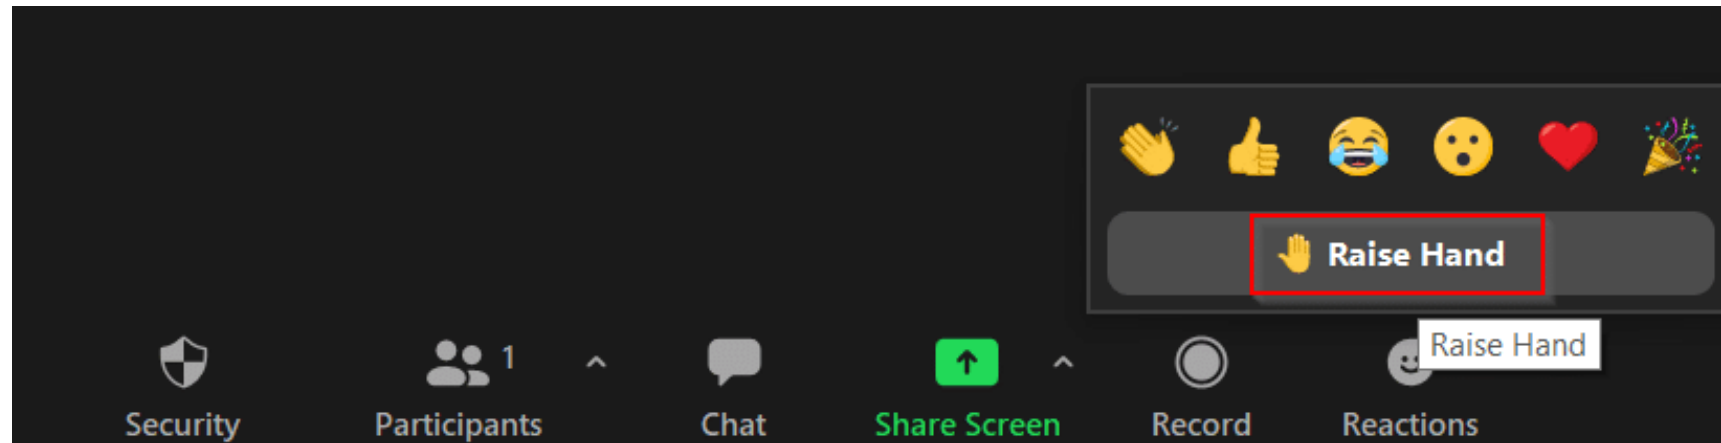 Raise Hand
Raise Hand
1
Security
Participants
Chat
Share Screen
Record
Reactions